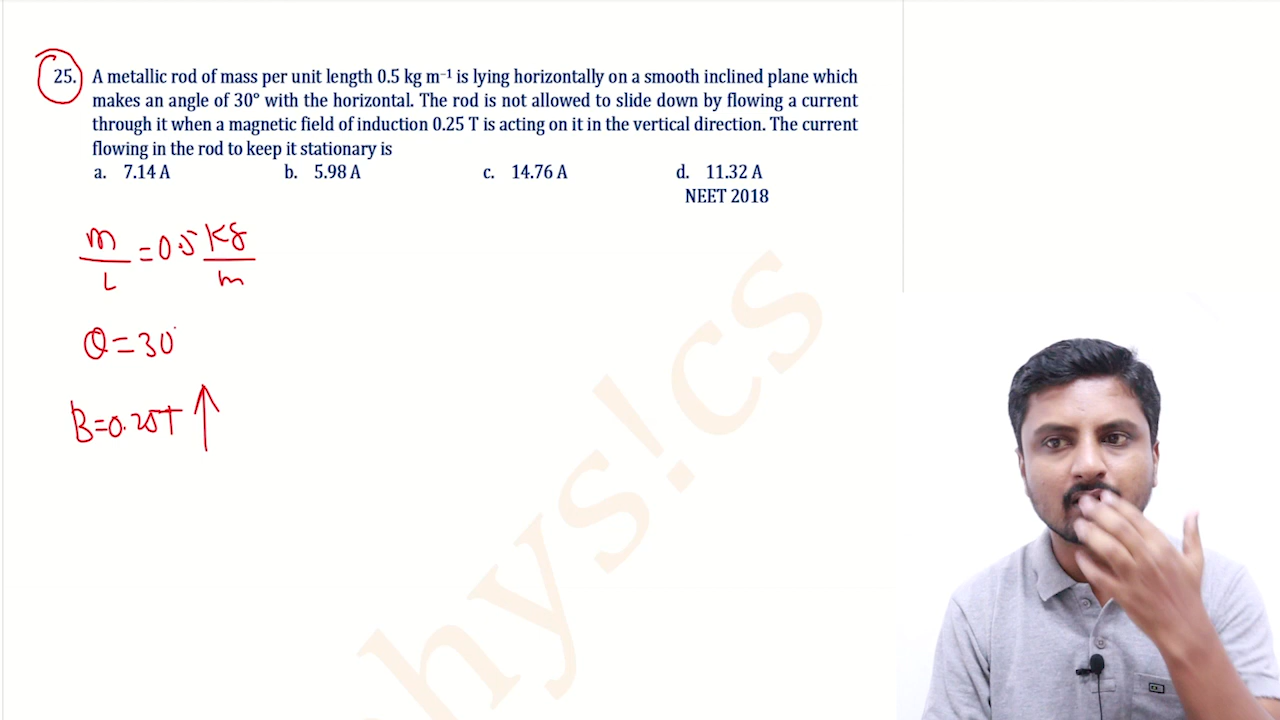 25. A metallic rod of mass per unit length 0.5 kg m⁻¹ is lying horizontally on a smooth inclined plane which
makes an angle of 30° with the horizontal. The rod is not allowed to slide down by flowing a current
through it when a magnetic field of induction 0.25 T is acting on it in the vertical direction. The current
flowing in the rod to keep it stationary is
a. 7.14 A b. 5.98 A c. 14.76 A d. 11.32 A
NEET 2018
m/L = 0.5 kg/m
θ = 30°
B = 0.25T ↑
hys!cs